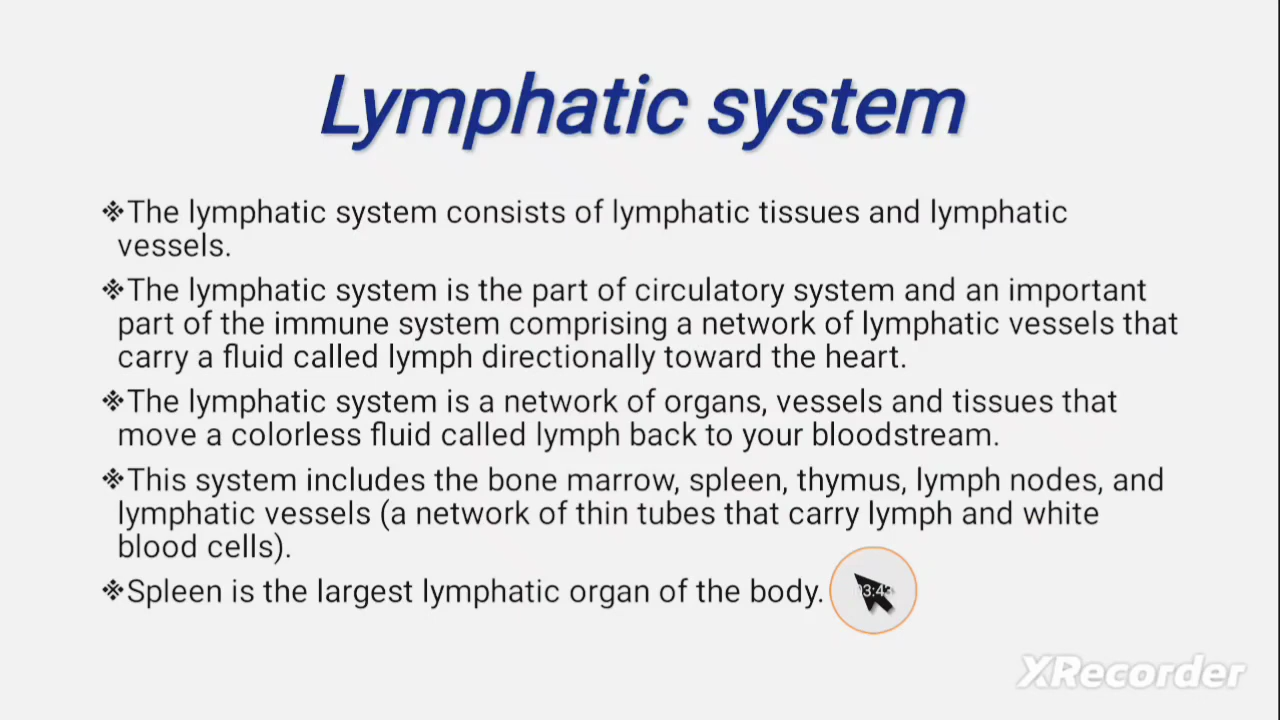 Lymphatic system
❖The lymphatic system consists of lymphatic tissues and lymphatic
vessels.
❖The lymphatic system is the part of circulatory system and an important
part of the immune system comprising a network of lymphatic vessels that
carry a fluid called lymph directionally toward the heart.
❖The lymphatic system is a network of organs, vessels and tissues that
move a colorless fluid called lymph back to your bloodstream.
❖This system includes the bone marrow, spleen, thymus, lymph nodes, and
lymphatic vessels (a network of thin tubes that carry lymph and white
blood cells).
❖Spleen is the largest lymphatic organ of the body.
XRecorder